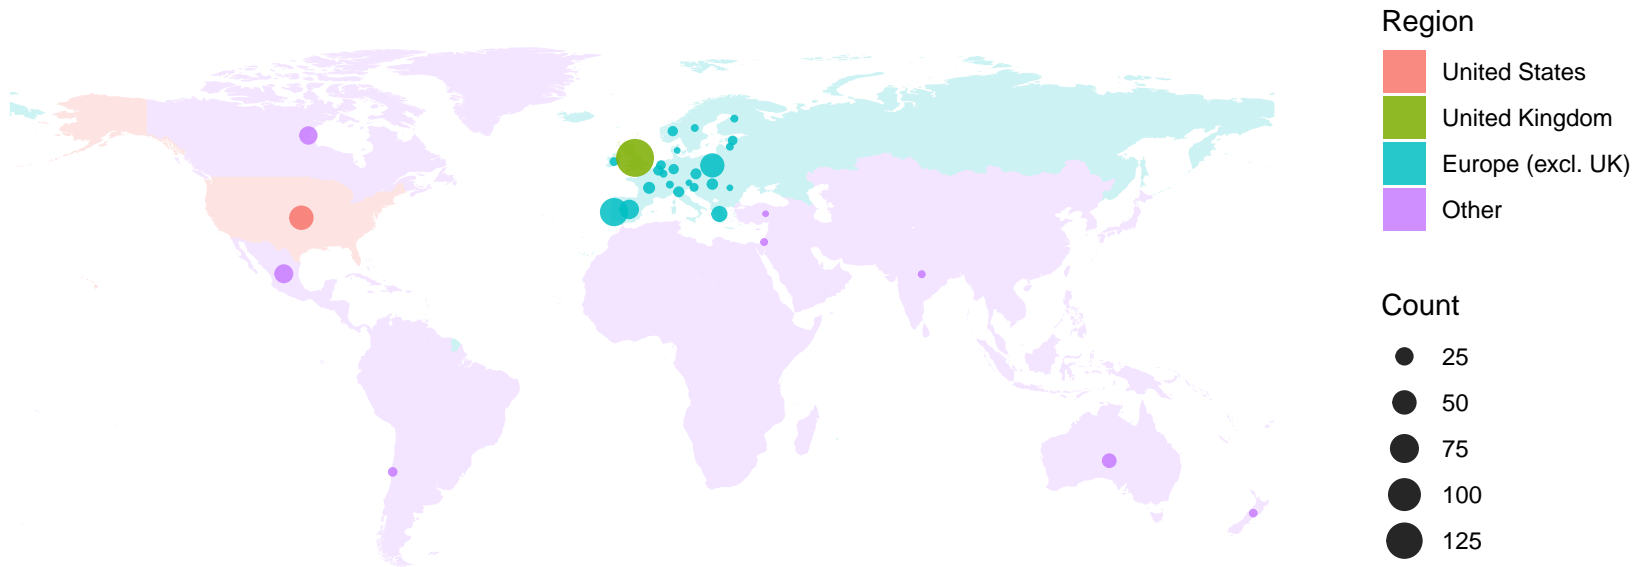 Region
United States
United Kingdom
Europe (excl. UK)
Other
Count
25
50
75
100
125